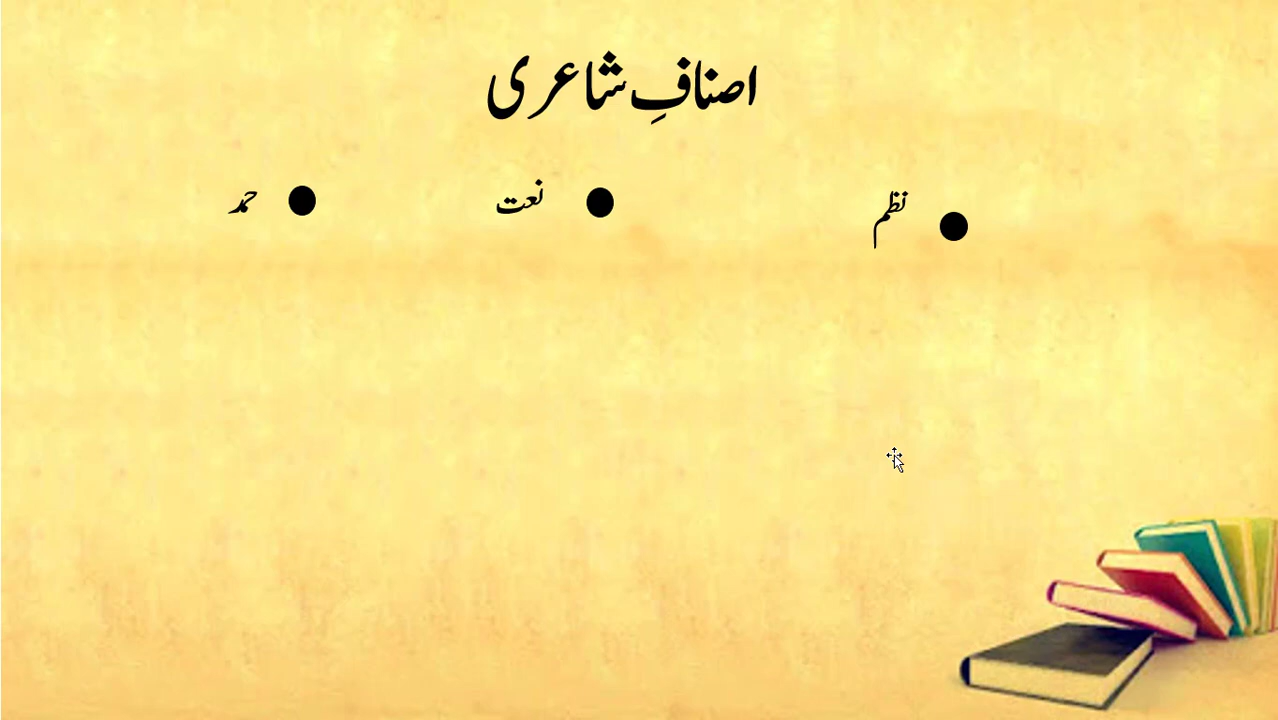 اصنافِ شاعری
● نظم ● نعت ● حمد